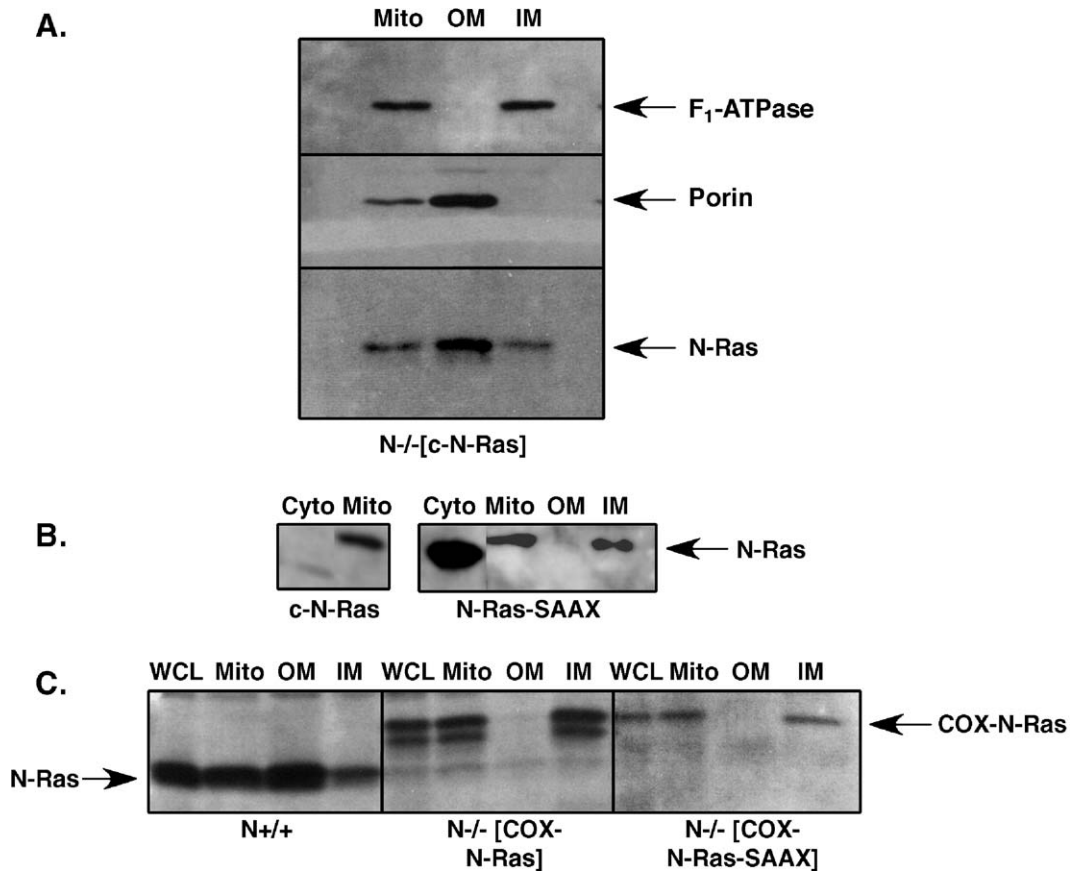 A.
Mito OM IM
F1-ATPase
Porin
N-Ras
N-/-[c-N-Ras]
B.
Cyto Mito Cyto Mito OM IM
N-Ras
c-N-Ras N-Ras-SAAX
C.
WCL Mito OM IM WCL Mito OM IM WCL Mito OM IM
COX-N-Ras
N-Ras
N+/+ N-/- [COX- N-/- [COX-
N-Ras] N-Ras-SAAX]